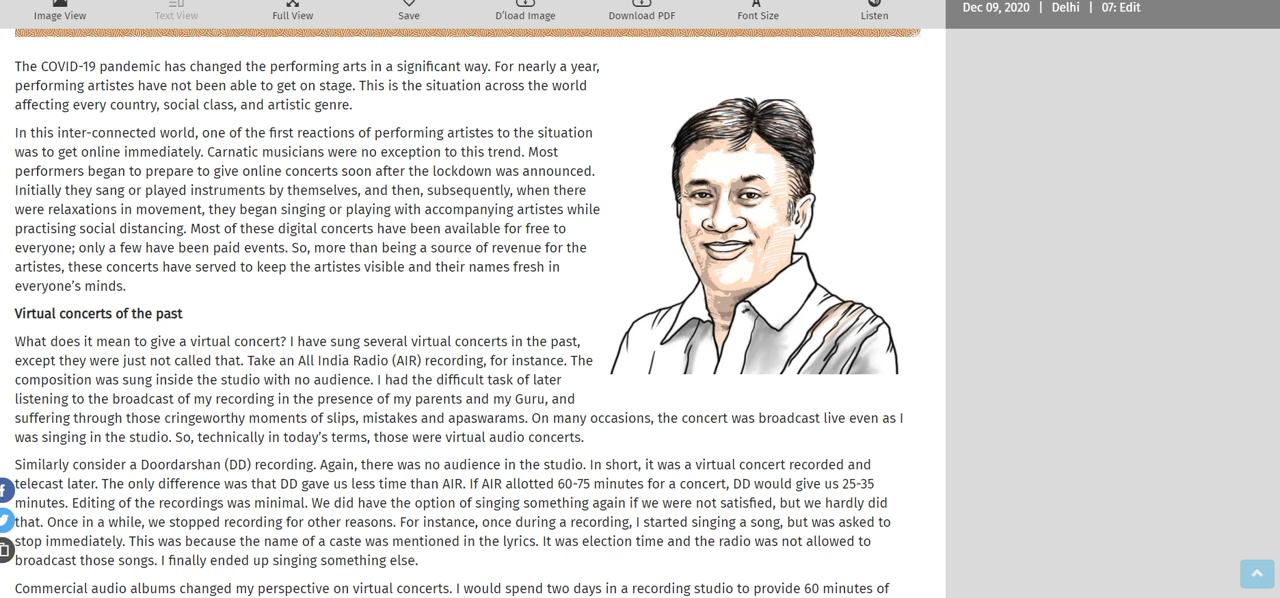 Image View
Text View
Full View
Save
D'load Image
Download PDF
Font Size
Listen
Dec 09, 2020 | Delhi | 07: Edit
The COVID-19 pandemic has changed the performing arts in a significant way. For nearly a year,
performing artistes have not been able to get on stage. This is the situation across the world
affecting every country, social class, and artistic genre.
In this inter-connected world, one of the first reactions of performing artistes to the situation
was to get online immediately. Carnatic musicians were no exception to this trend. Most
performers began to prepare to give online concerts soon after the lockdown was announced.
Initially they sang or played instruments by themselves, and then, subsequently, when there
were relaxations in movement, they began singing or playing with accompanying artistes while
practising social distancing. Most of these digital concerts have been available for free to
everyone; only a few have been paid events. So, more than being a source of revenue for the
artistes, these concerts have served to keep the artistes visible and their names fresh in
everyone's minds.
Virtual concerts of the past
What does it mean to give a virtual concert? I have sung several virtual concerts in the past,
except they were just not called that. Take an All India Radio (AIR) recording, for instance. The
composition was sung inside the studio with no audience. I had the difficult task of later
listening to the broadcast of my recording in the presence of my parents and my Guru, and
suffering through those cringeworthy moments of slips, mistakes and apaswarams. On many occasions, the concert was broadcast live even as I
was singing in the studio. So, technically in today's terms, those were virtual audio concerts.
Similarly consider a Doordarshan (DD) recording. Again, there was no audience in the studio. In short, it was a virtual concert recorded and
telecast later. The only difference was that DD gave us less time than AIR. If AIR allotted 60-75 minutes for a concert, DD would give us 25-35
minutes. Editing of the recordings was minimal. We did have the option of singing something again if we were not satisfied, but we hardly did
that. Once in a while, we stopped recording for other reasons. For instance, once during a recording, I started singing a song, but was asked to
stop immediately. This was because the name of a caste was mentioned in the lyrics. It was election time and the radio was not allowed to
broadcast those songs. I finally ended up singing something else.
Commercial audio albums changed my perspective on virtual concerts. I would spend two days in a recording studio to provide 60 minutes of